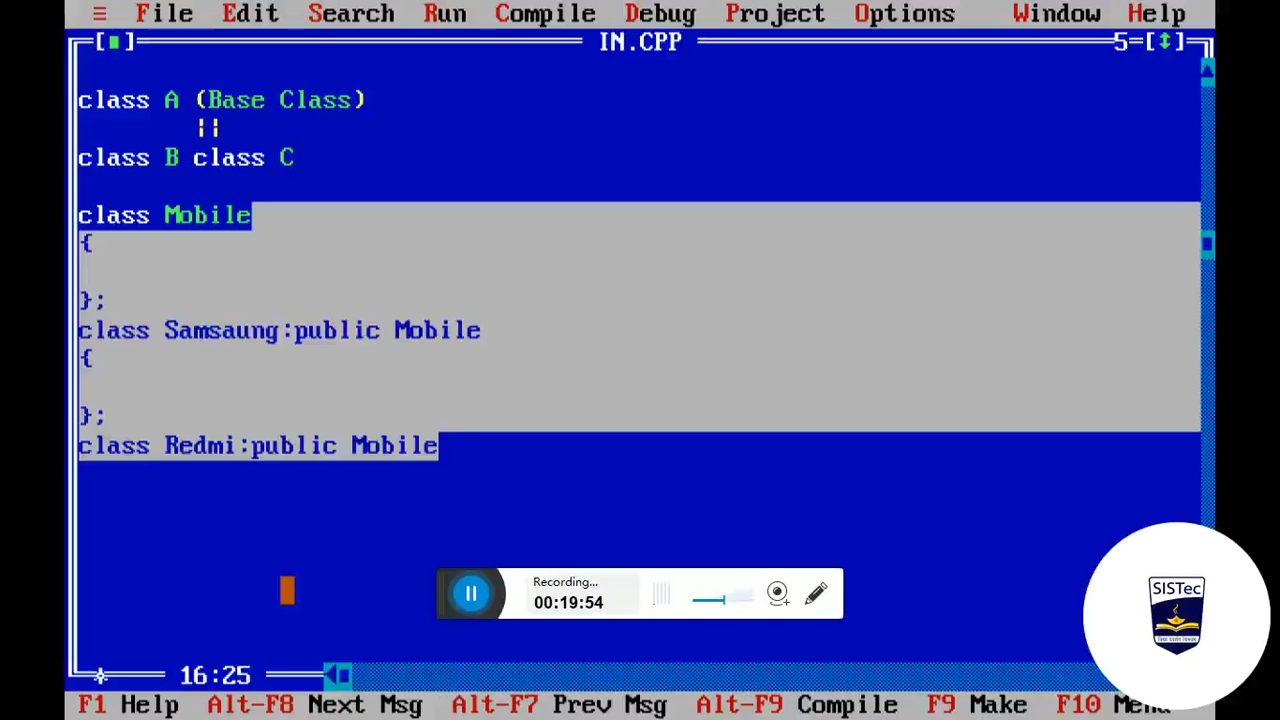 ≡ File Edit Search Run Compile Debug Project Options Window Help
[■] IN.CPP 5=[↕]
class A (Base Class)
||
class B class C
class Mobile
{
};
class Samsaung:public Mobile
{
};
class Redmi:public Mobile
Recording...
00:19:54
SISTec
16:25
F1 Help Alt-F8 Next Msg Alt-F7 Prev Msg Alt-F9 Compile F9 Make F10 Menu